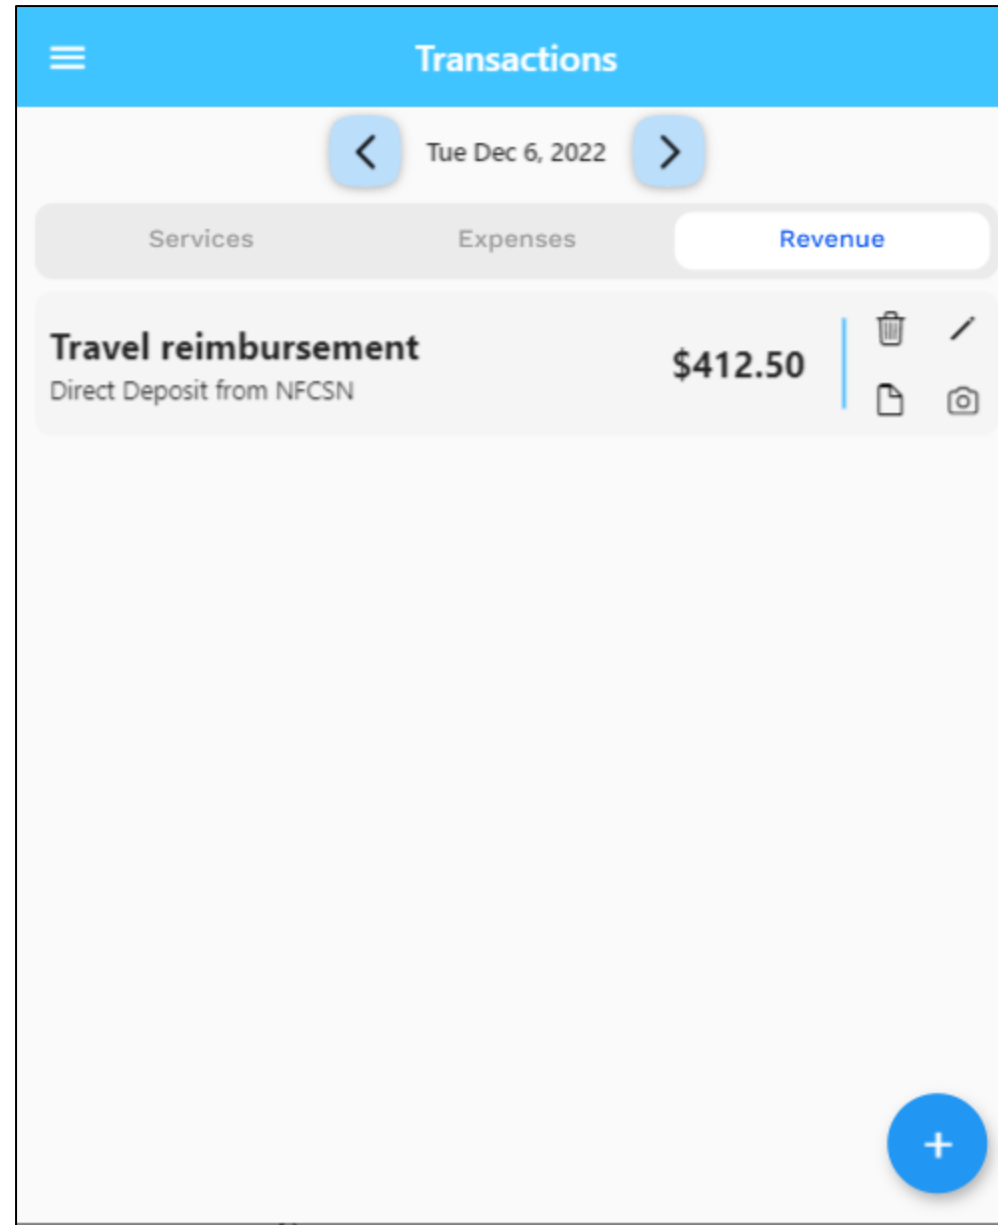 Transactions
Tue Dec 6, 2022
Services Expenses Revenue
Travel reimbursement
$412.50
Direct Deposit from NFCSN
+